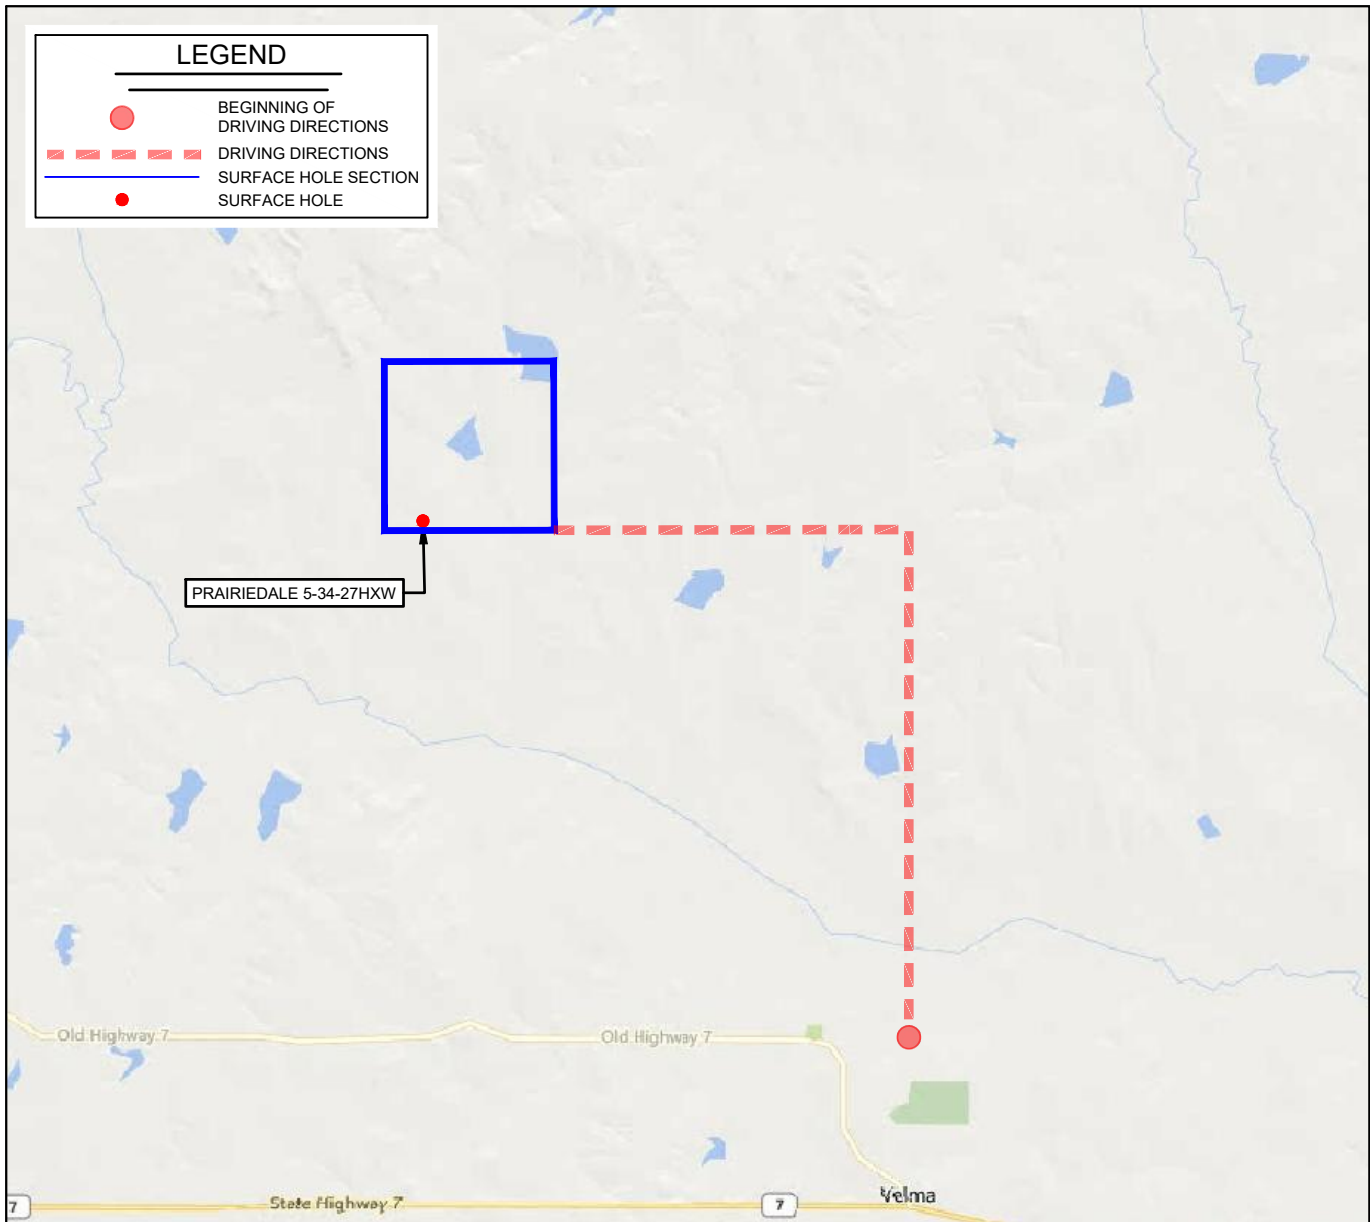 LEGEND
BEGINNING OF
DRIVING DIRECTIONS
DRIVING DIRECTIONS
SURFACE HOLE SECTION
SURFACE HOLE
PRAIRIEDALE 5-34-27HXW
Old Highway 7
Old Highway 7
7
State Highway 7
7
Velma